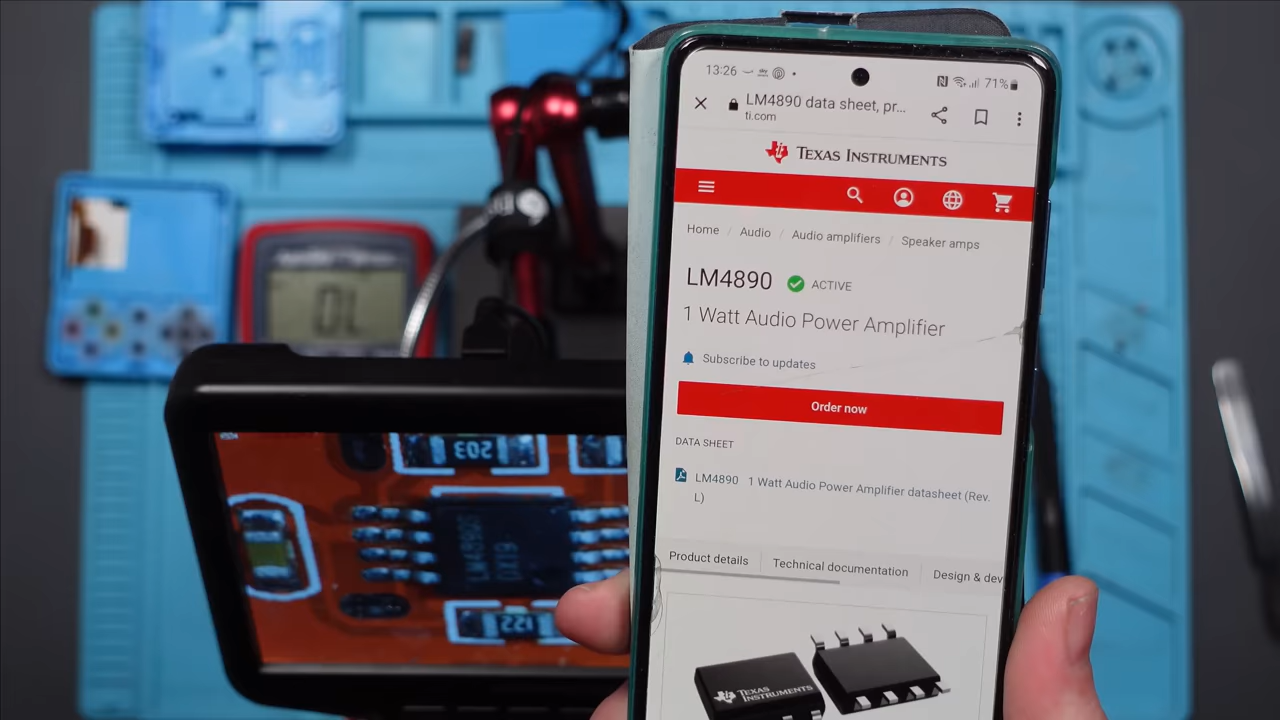 13:26
71%
LM4890 data sheet, pr...
ti.com
TEXAS INSTRUMENTS
Home / Audio / Audio amplifiers / Speaker amps
LM4890
ACTIVE
1 Watt Audio Power Amplifier
Subscribe to updates
Order now
DATA SHEET
LM4890 1 Watt Audio Power Amplifier datasheet (Rev.
L)
Product details
Technical documentation
Design & dev
TEXAS INSTRUMENTS
OL
203
122